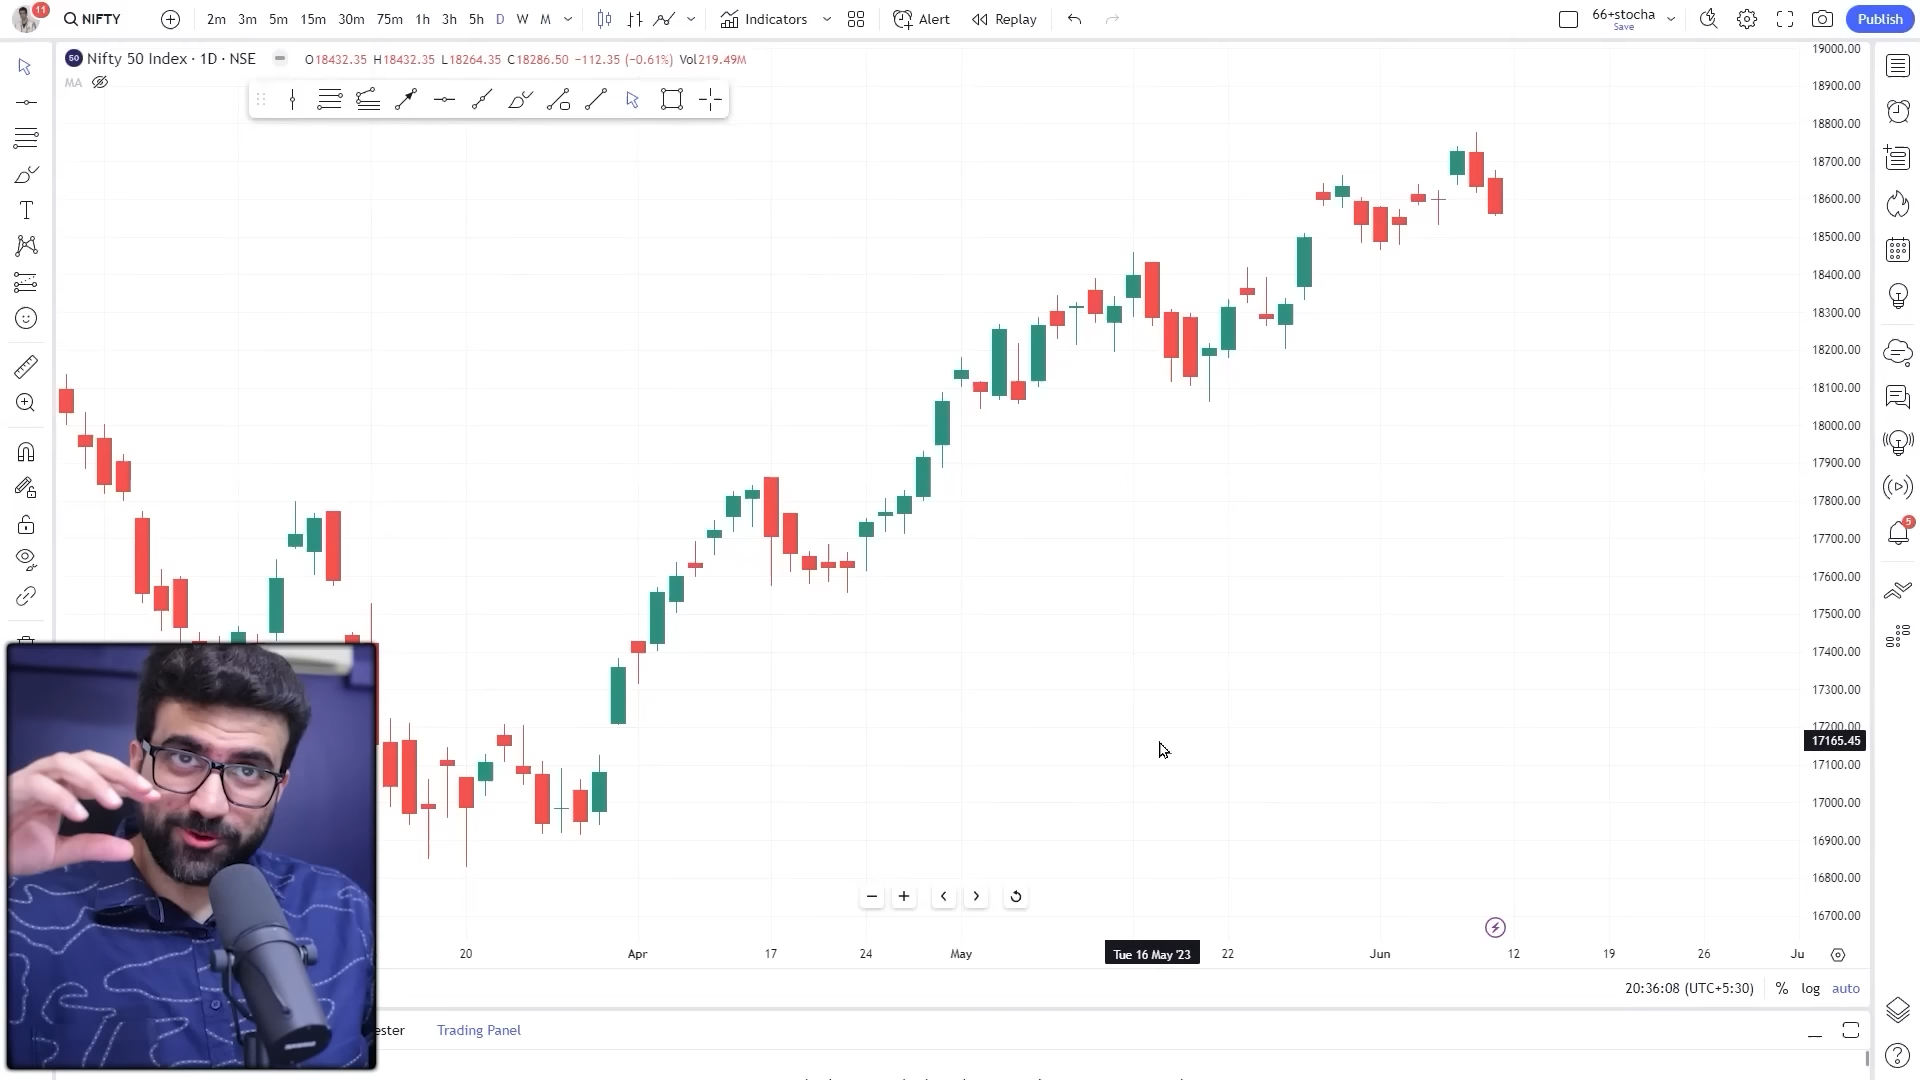 11
NIFTY
2m 3m 5m 15m 30m 75m 1h 3h 5h D W M
Indicators
Alert
Replay
66+stocha
Save
Publish
50 Nifty 50 Index · 1D · NSE
O18432.35 H18432.35 L18264.35 C18286.50 −112.35 (−0.61%) Vol219.49M
MA
19000.00
18900.00
18800.00
18700.00
18600.00
18500.00
18400.00
18300.00
18200.00
18100.00
18000.00
17900.00
17800.00
17700.00
17600.00
17500.00
17400.00
17300.00
17200.00
17165.45
17100.00
17000.00
16900.00
16800.00
16700.00
5
20 Apr 17 24 May Tue 16 May '23 22 Jun 12 19 26 Ju
20:36:08 (UTC+5:30) % log auto
ester Trading Panel